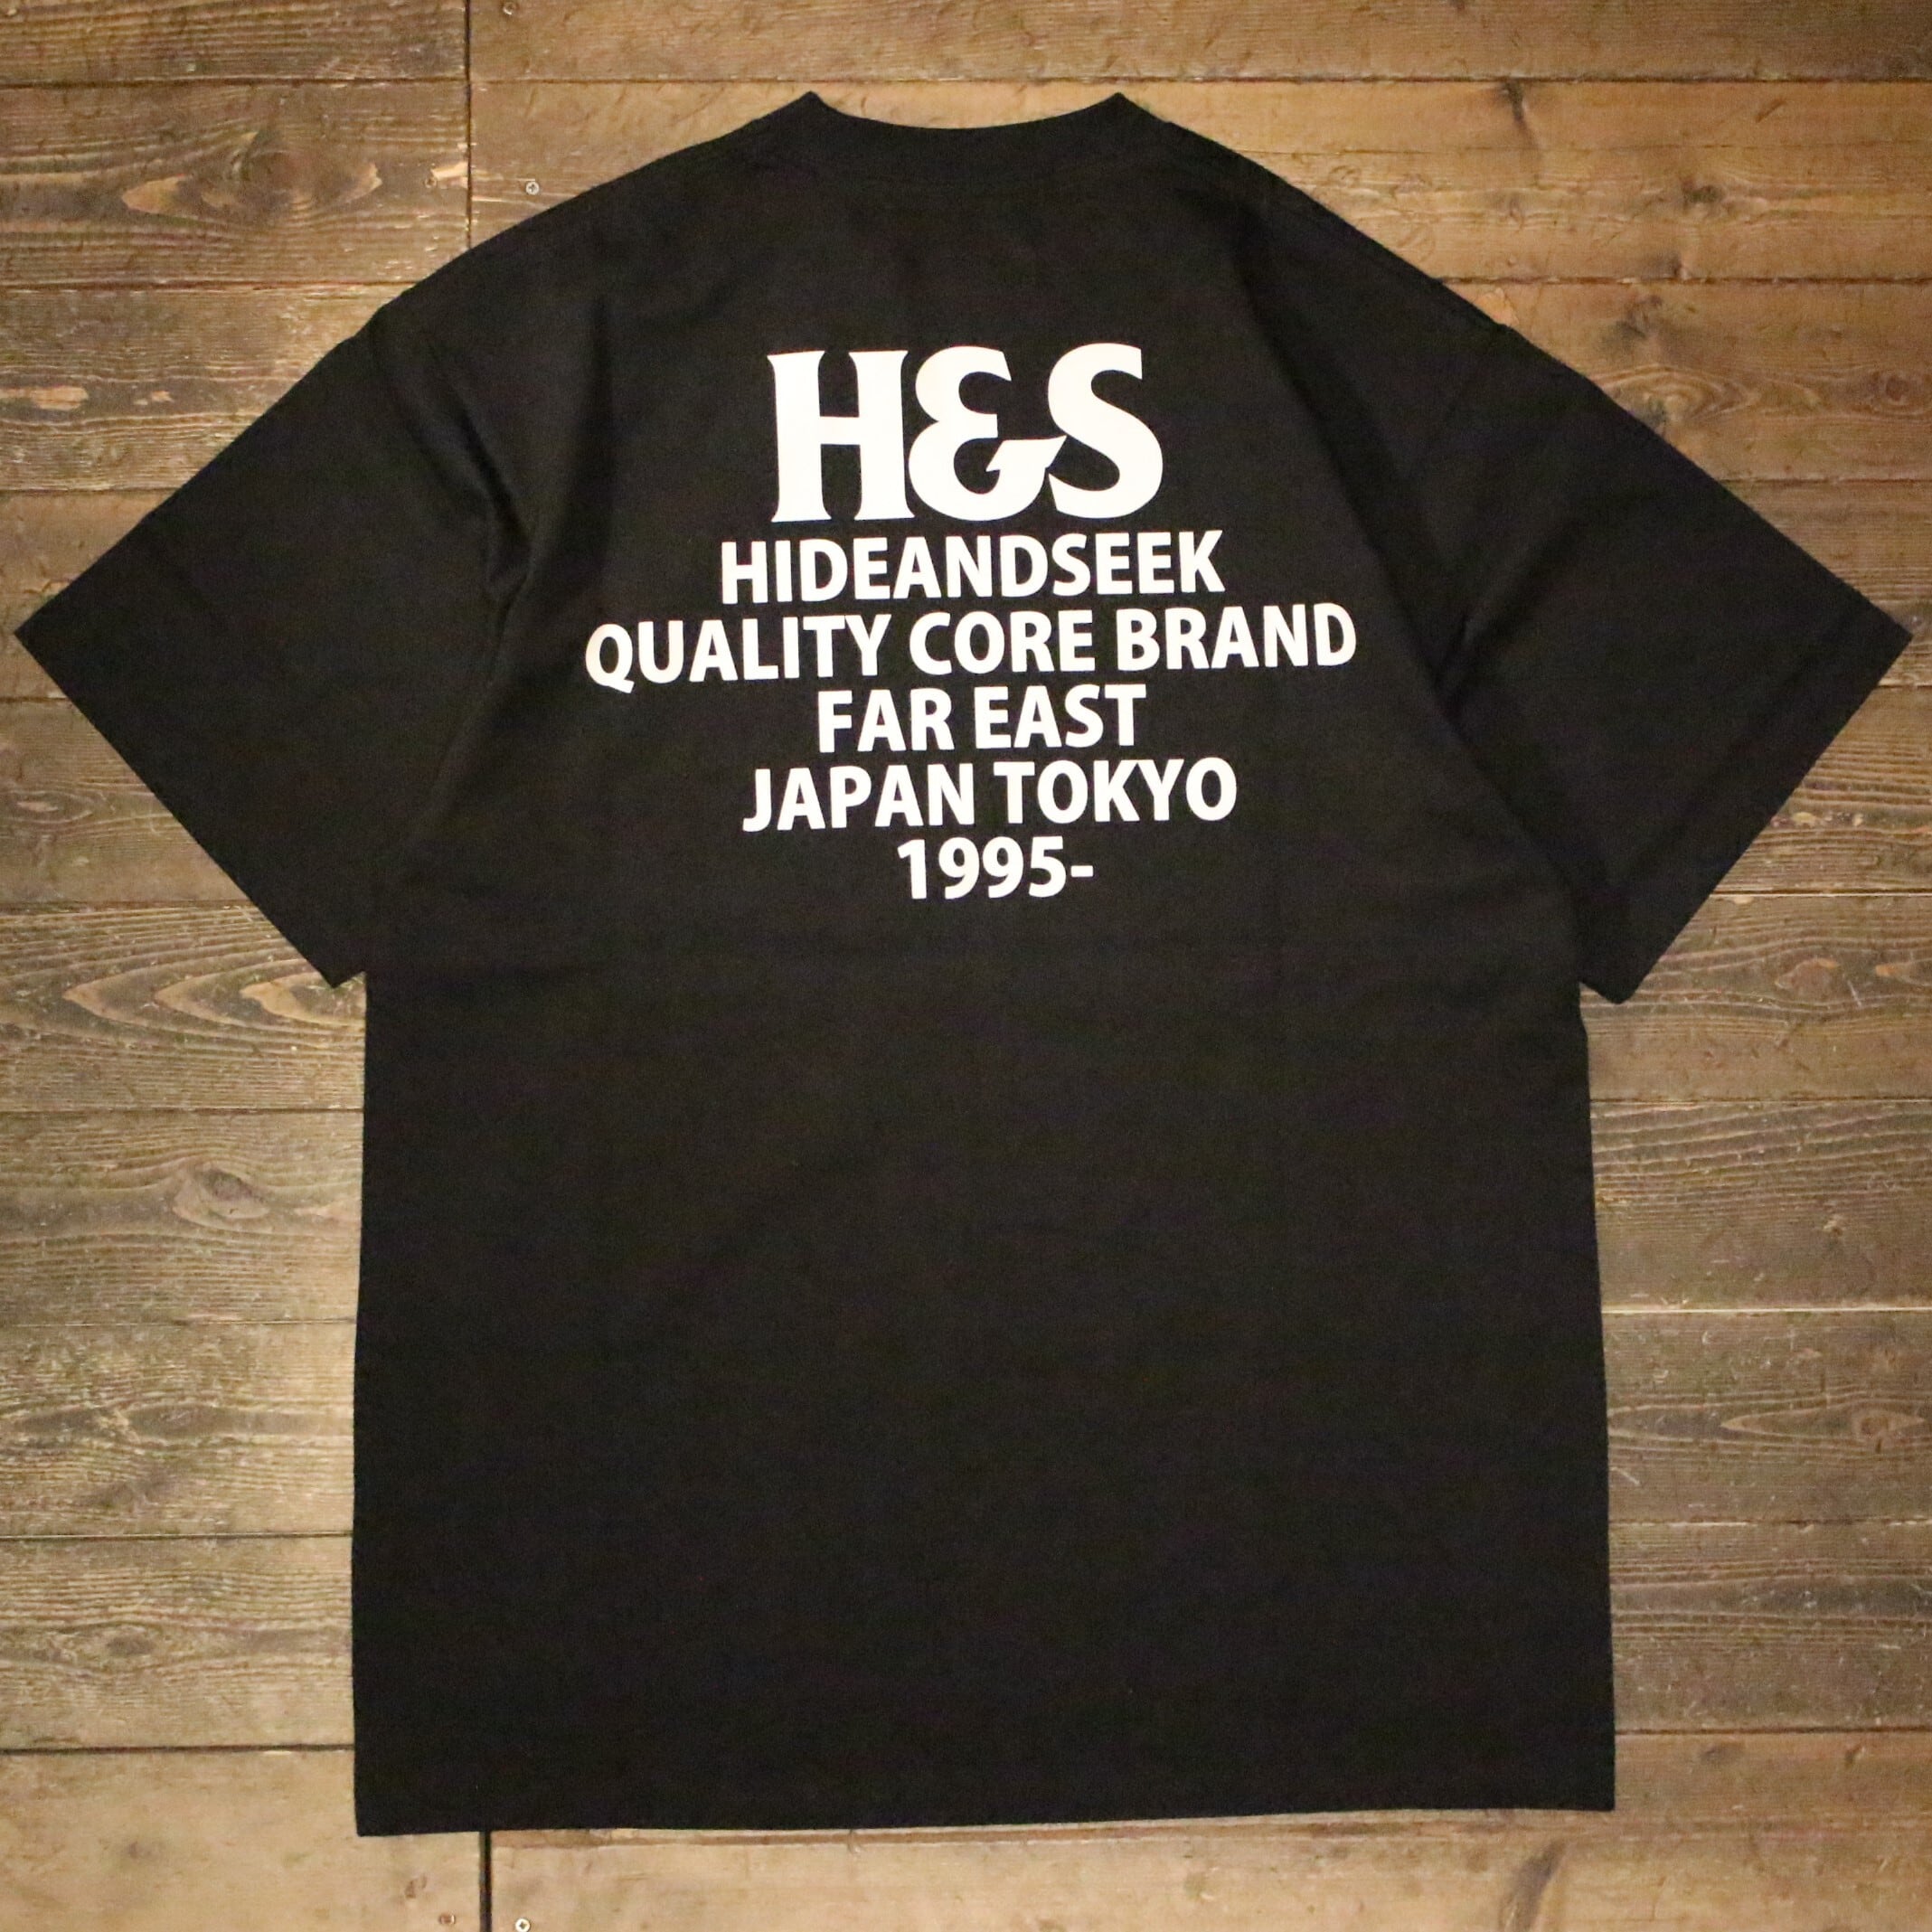 H&S
HIDEANDSEEK
QUALITY CORE BRAND
FAR EAST
JAPAN TOKYO
1995-